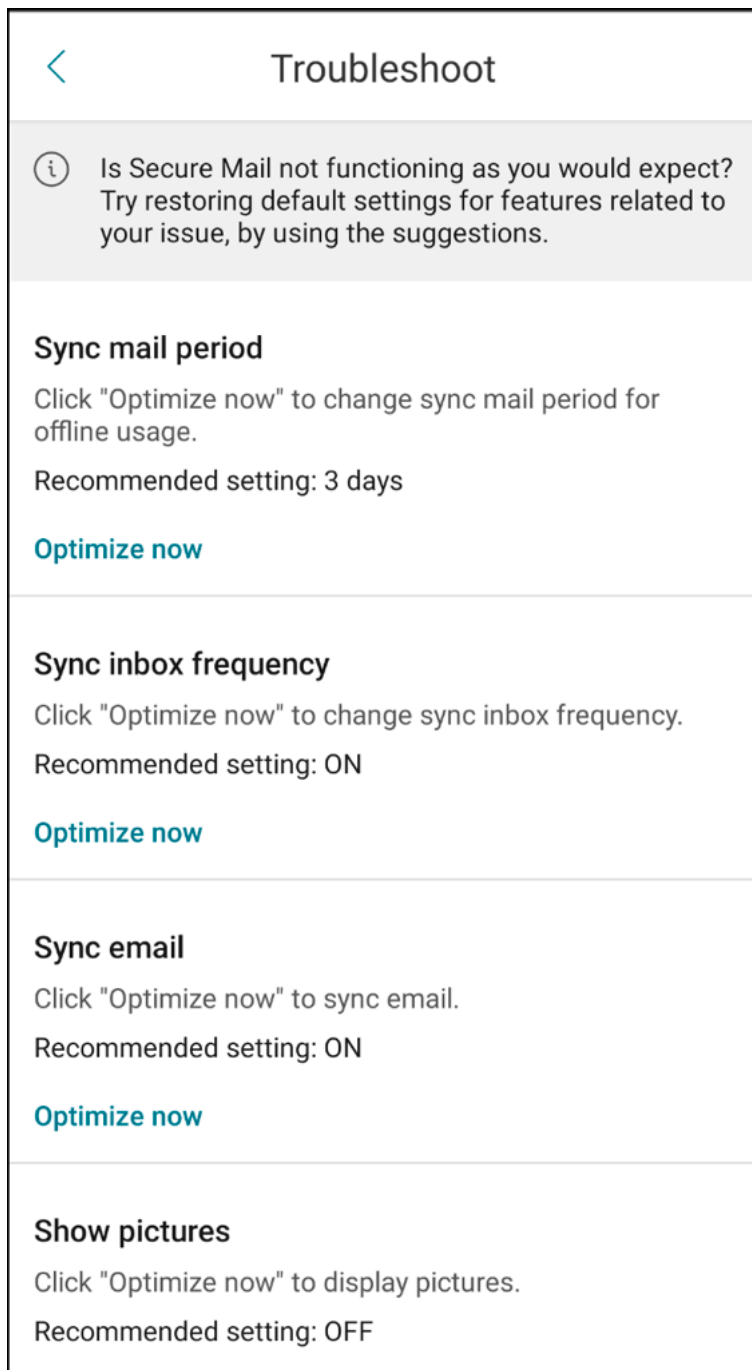 Troubleshoot
Is Secure Mail not functioning as you would expect?
Try restoring default settings for features related to
your issue, by using the suggestions.
Sync mail period
Click "Optimize now" to change sync mail period for
offline usage.
Recommended setting: 3 days
Optimize now
Sync inbox frequency
Click "Optimize now" to change sync inbox frequency.
Recommended setting: ON
Optimize now
Sync email
Click "Optimize now" to sync email.
Recommended setting: ON
Optimize now
Show pictures
Click "Optimize now" to display pictures.
Recommended setting: OFF